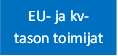 EU- ja kv-
tason toimijat